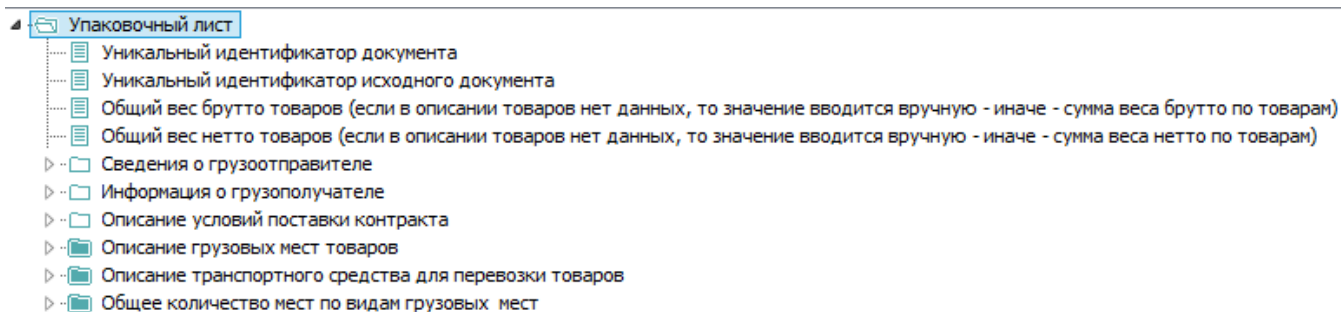 Упаковочный лист
Уникальный идентификатор документа
Уникальный идентификатор исходного документа
Общий вес брутто товаров (если в описании товаров нет данных, то значение вводится вручную - иначе - сумма веса брутто по товарам)
Общий вес нетто товаров (если в описании товаров нет данных, то значение вводится вручную - иначе - сумма веса нетто по товарам)
Сведения о грузоотправителе
Информация о грузополучателе
Описание условий поставки контракта
Описание грузовых мест товаров
Описание транспортного средства для перевозки товаров
Общее количество мест по видам грузовых мест